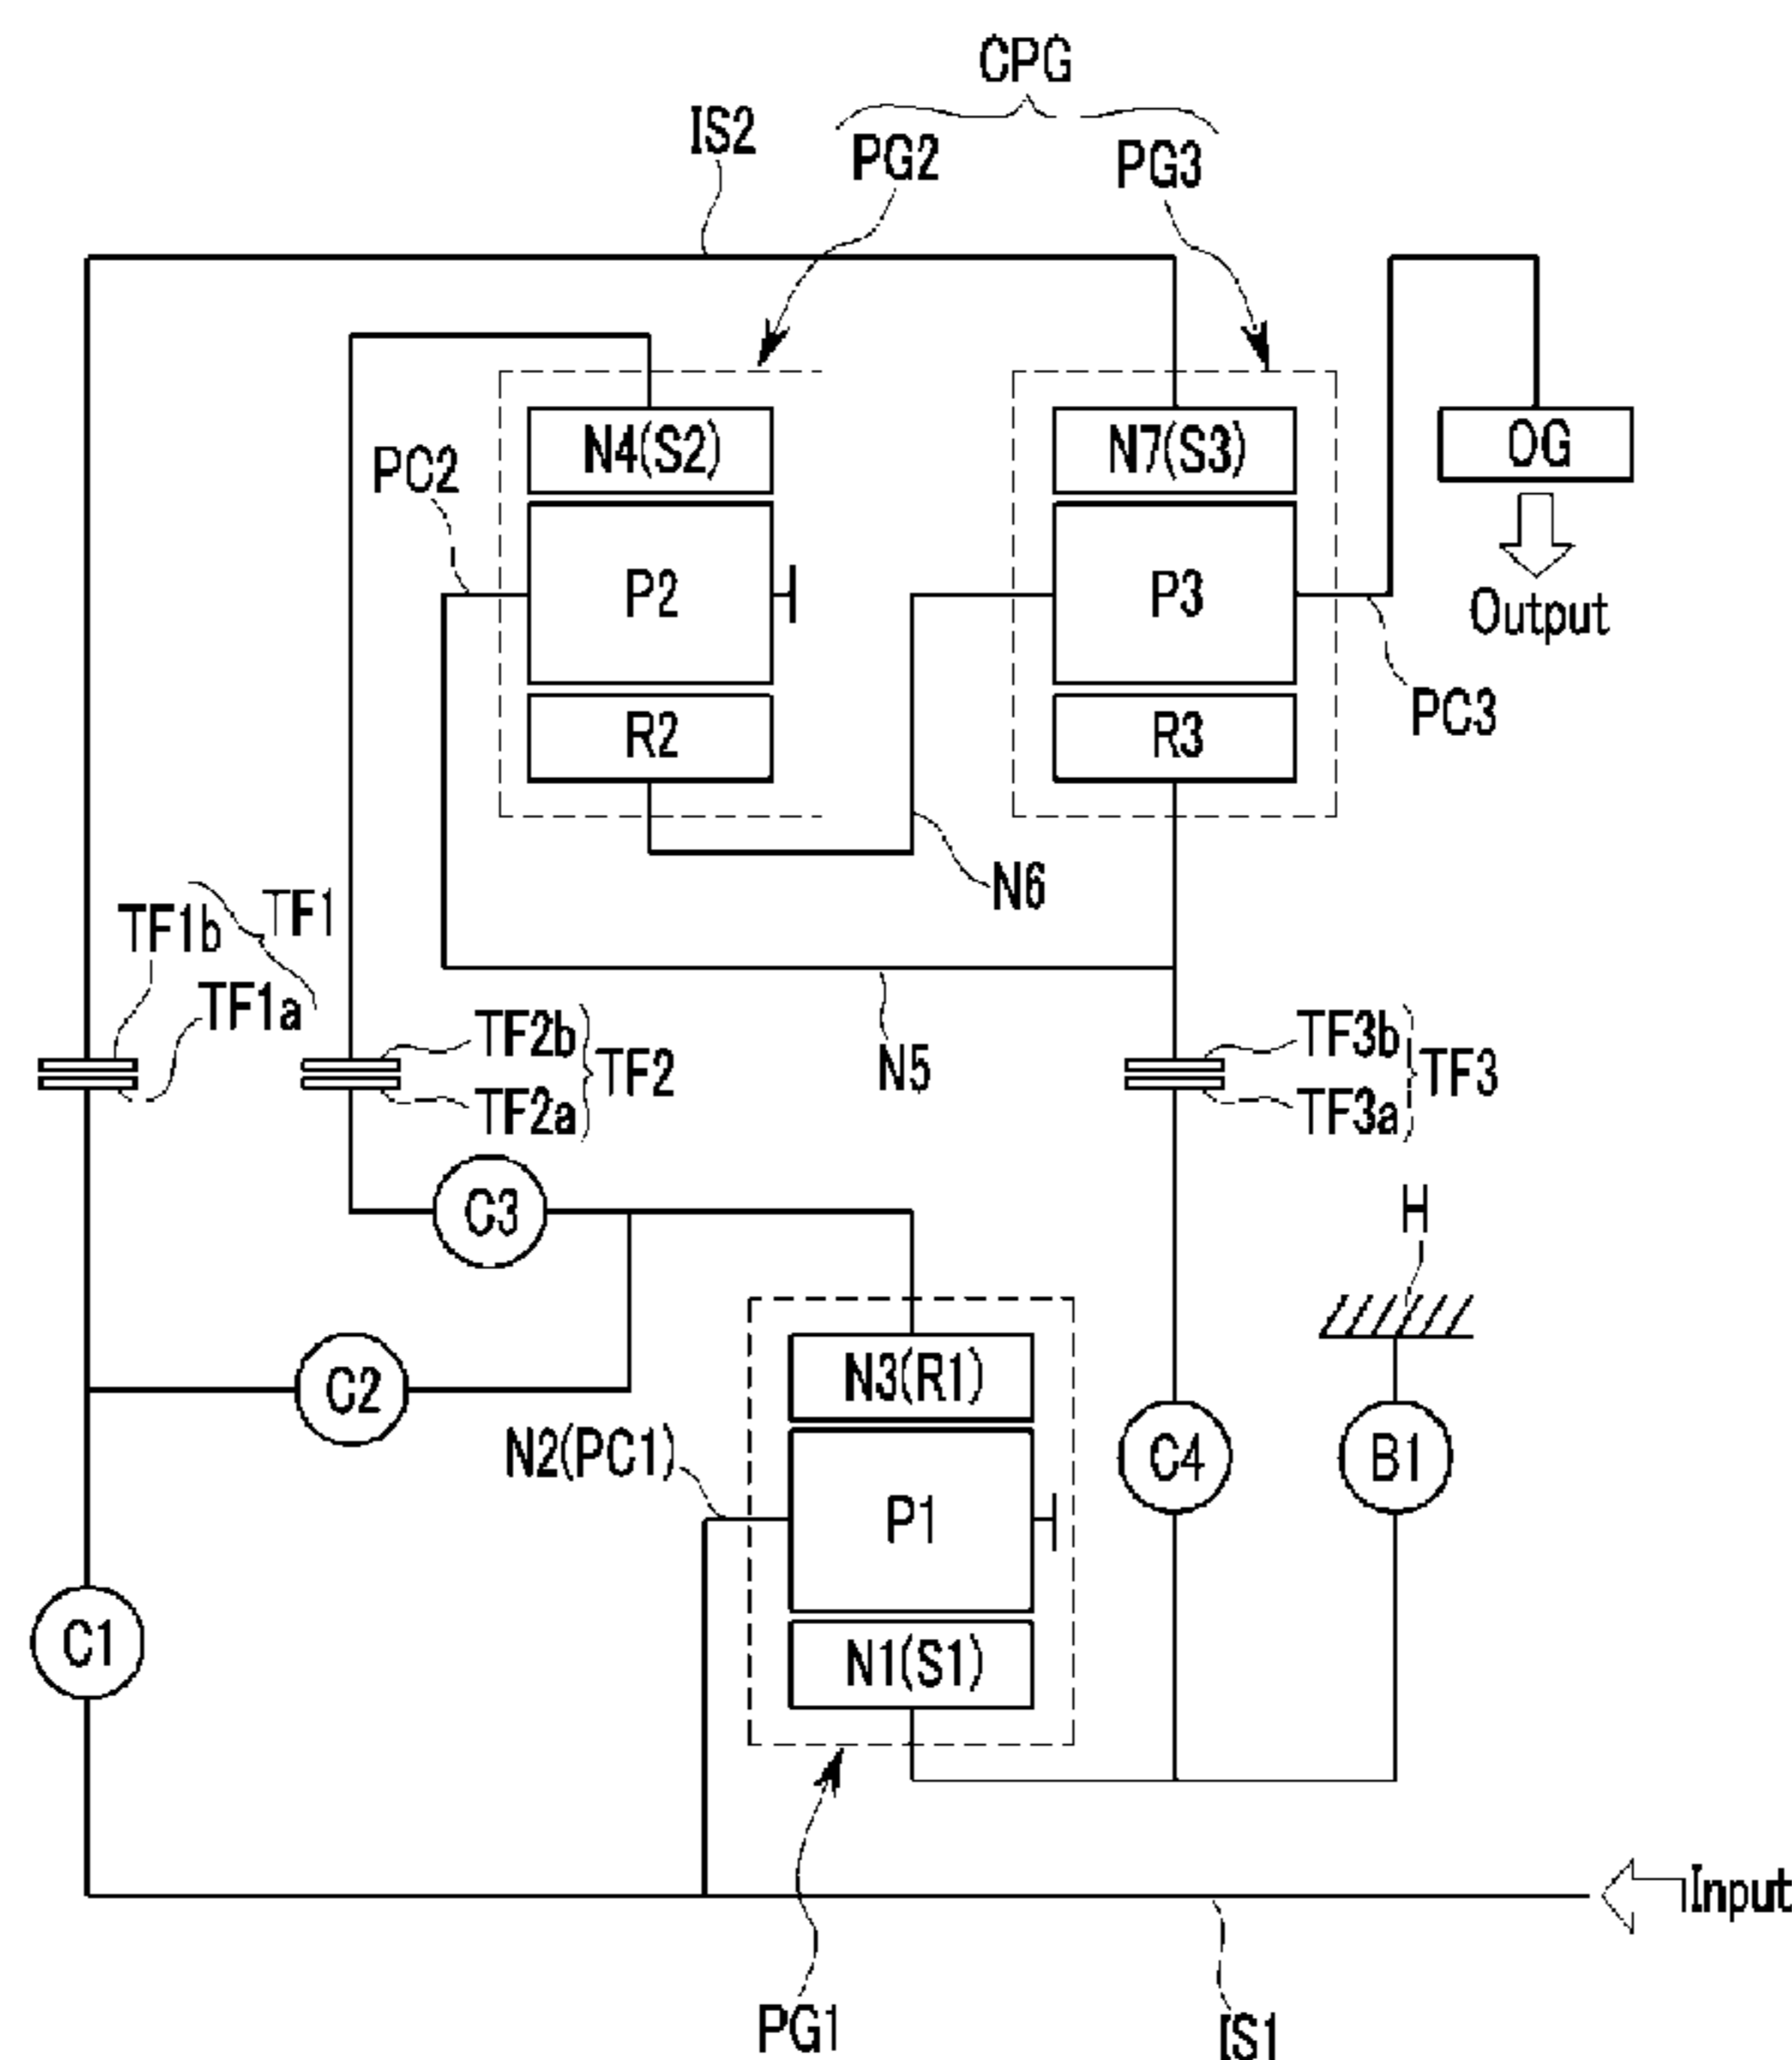 CPG
IS2
PG2
PG3
N4(S2)
N7(S3)
OG
PC2
P2
P3
Output
R2
R3
PC3
N6
TF1
TF1b
TF1a
TF2b
TF2
TF2a
N5
TF3b
TF3
TF3a
C3
H
N3(R1)
C2
N2(PC1)
C4
B1
P1
C1
N1(S1)
Input
PG1
IS1